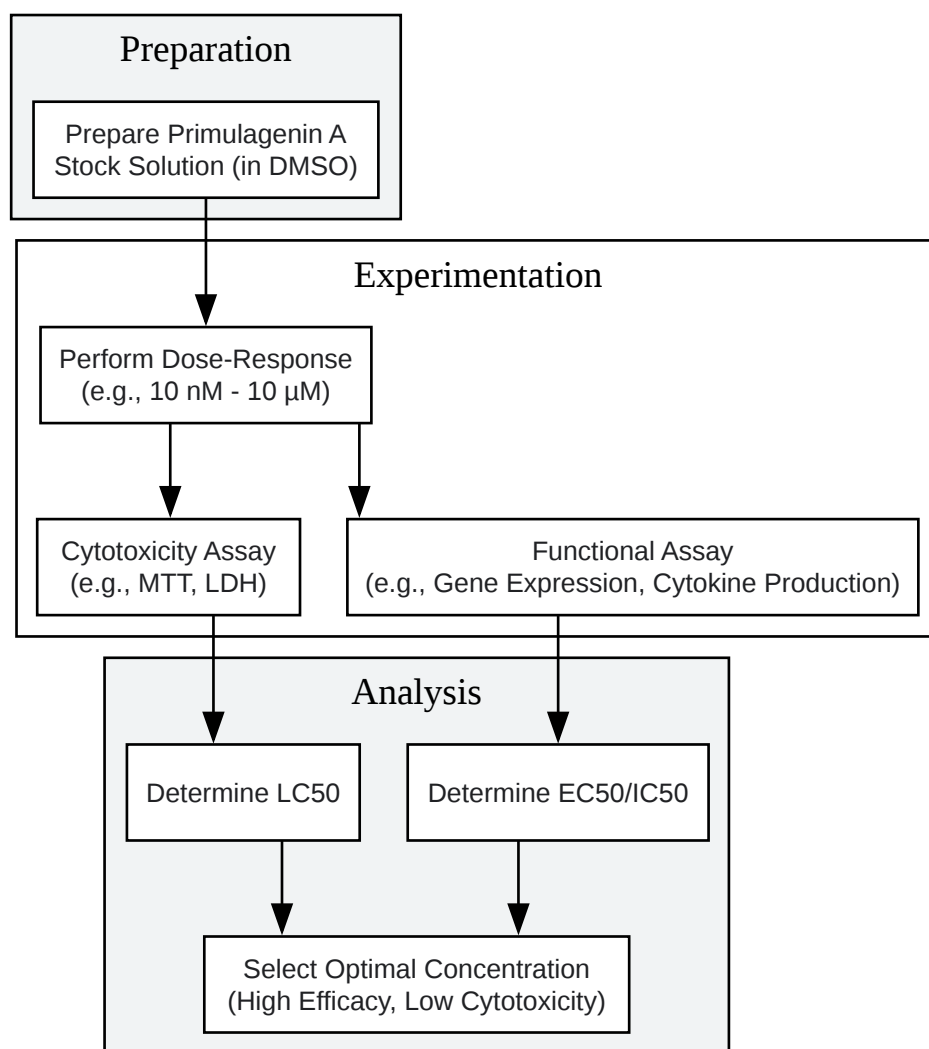 Preparation
Prepare Primulagenin A
Stock Solution (in DMSO)
Experimentation
Perform Dose-Response
(e.g., 10 nM - 10 µM)
Cytotoxicity Assay
(e.g., MTT, LDH)
Functional Assay
(e.g., Gene Expression, Cytokine Production)
Analysis
Determine LC50
Determine EC50/IC50
Select Optimal Concentration
(High Efficacy, Low Cytotoxicity)